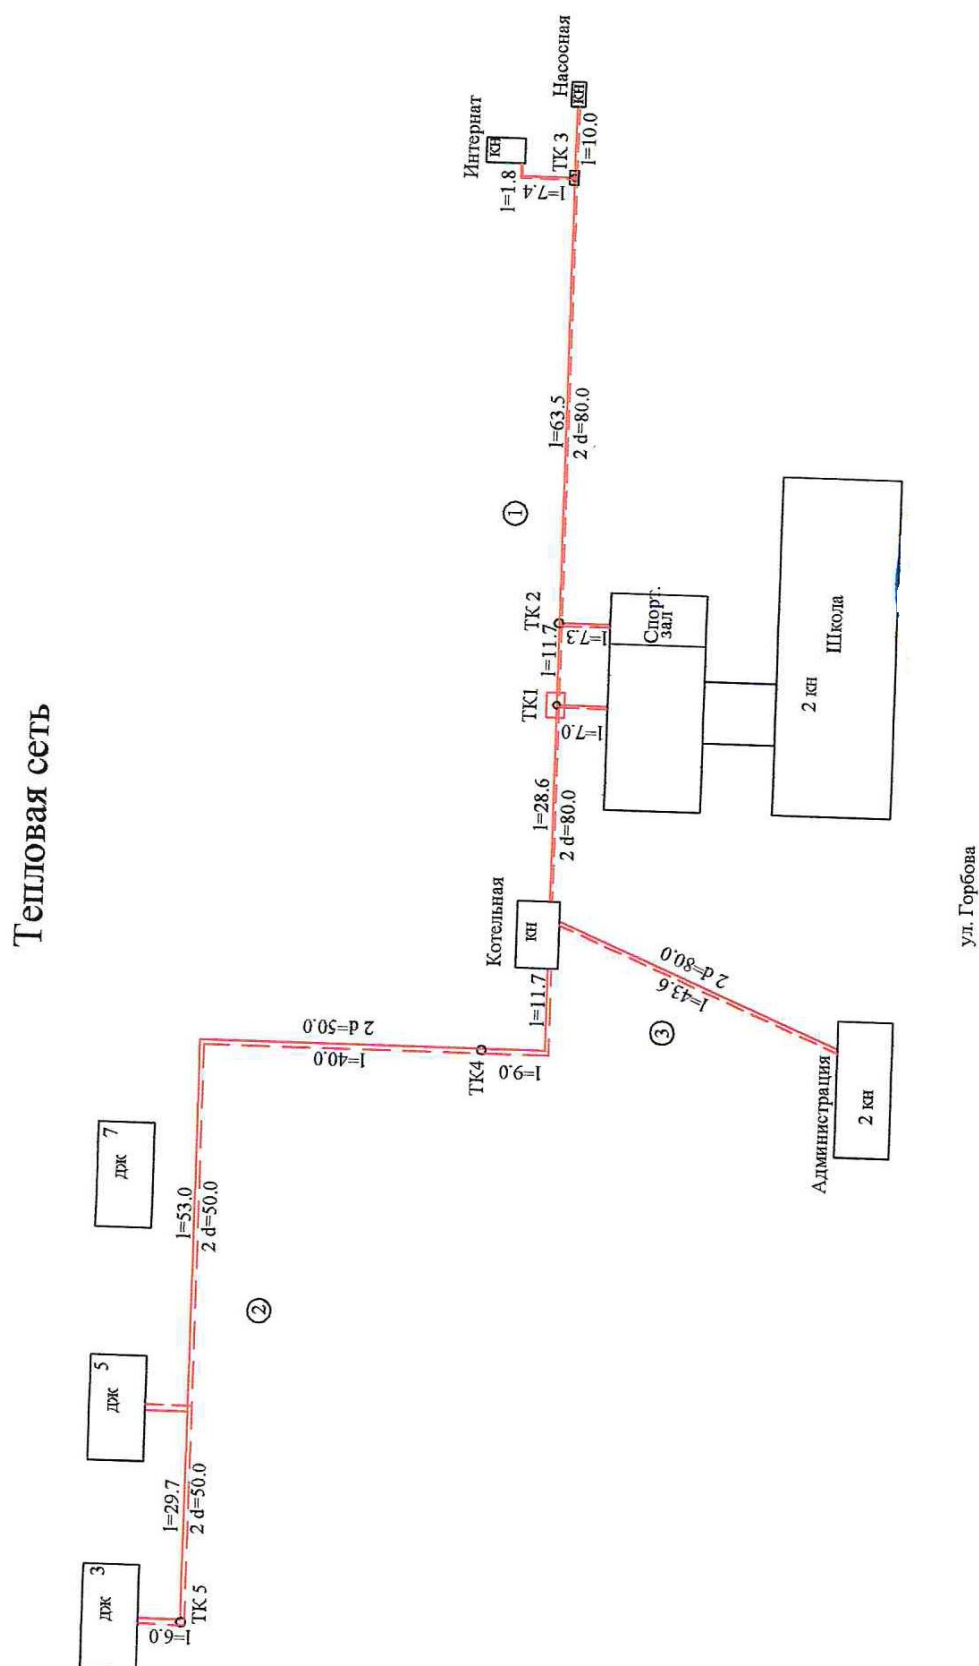 Тепловая сеть
дж 3
l=6.0
ТК 5
l=29.7
2 d=50.0
дж 5
②
l=53.0
2 d=50.0
дж 7
l=40.0
2 d=50.0
ТК4
l=9.0
l=11.7
Котельная
кн
③
l=43.6
2 d=80.0
Администрация
2 кн
l=28.6
2 d=80.0
ТК1
l=7.0
l=11.7
ТК 2
l=7.3
Спорт.
зал
2 кн
Школа
①
l=63.5
2 d=80.0
Интернат
кн
l=1.8
l=7.4
ТК 3
l=10.0
Насосная
кн
ул. Горбова